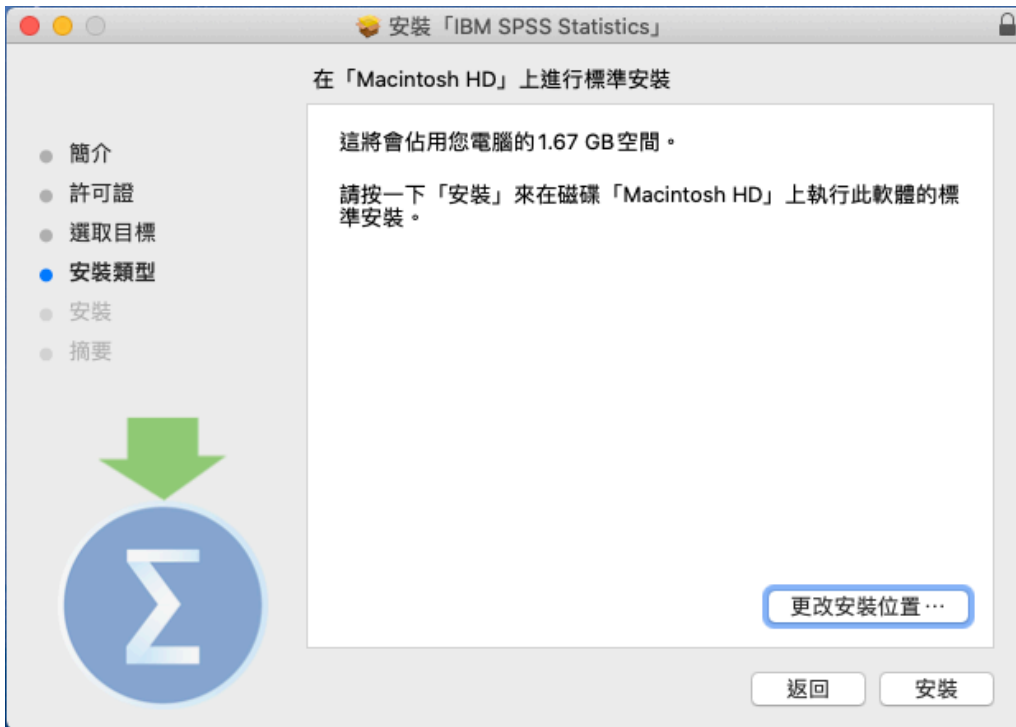 安裝「IBM SPSS Statistics」
在「Macintosh HD」上進行標準安裝
簡介
許可證
選取目標
安裝類型
安裝
摘要
這將會佔用您電腦的1.67 GB空間。
請按一下「安裝」來在磁碟「Macintosh HD」上執行此軟體的標
準安裝。
Σ
更改安裝位置…
返回
安裝